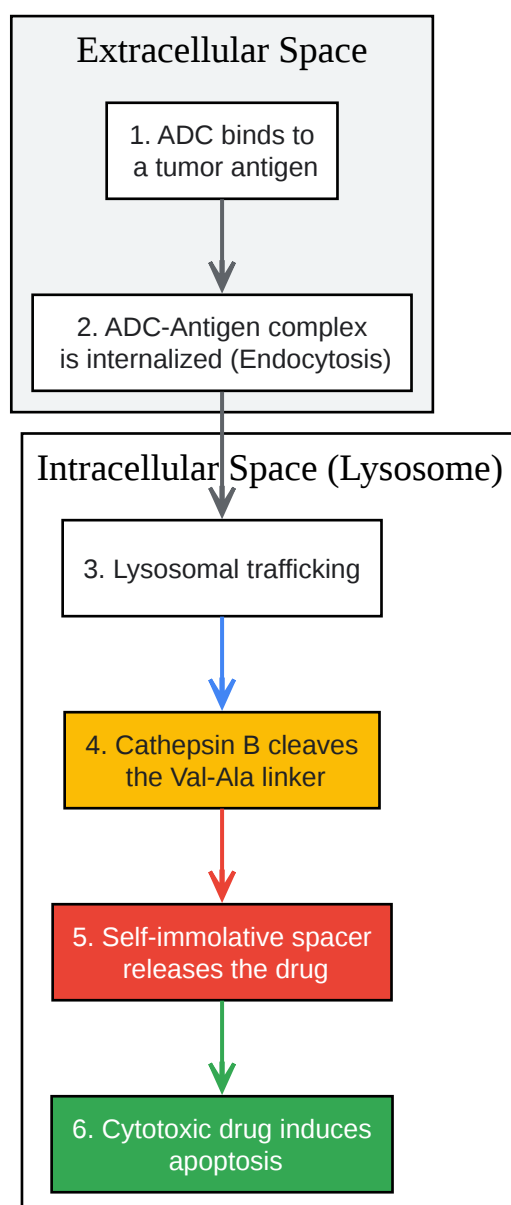 Extracellular Space
1. ADC binds to
a tumor antigen
2. ADC-Antigen complex
is internalized (Endocytosis)
Intracellular Space (Lysosome)
3. Lysosomal trafficking
4. Cathepsin B cleaves
the Val-Ala linker
5. Self-immolative spacer
releases the drug
6. Cytotoxic drug induces
apoptosis